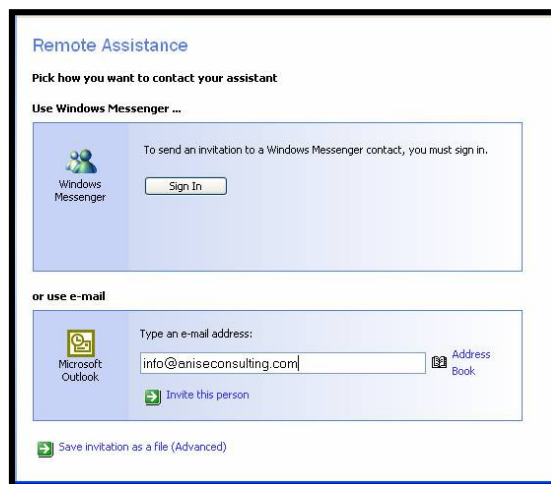 Remote Assistance
Pick how you want to contact your assistant
Use Windows Messenger ...
Windows
Messenger
To send an invitation to a Windows Messenger contact, you must sign in.
Sign In
or use e-mail
Microsoft
Outlook
Type an e-mail address:
info@aniseconsulting.com
Address
Book
Invite this person
Save invitation as a file (Advanced)